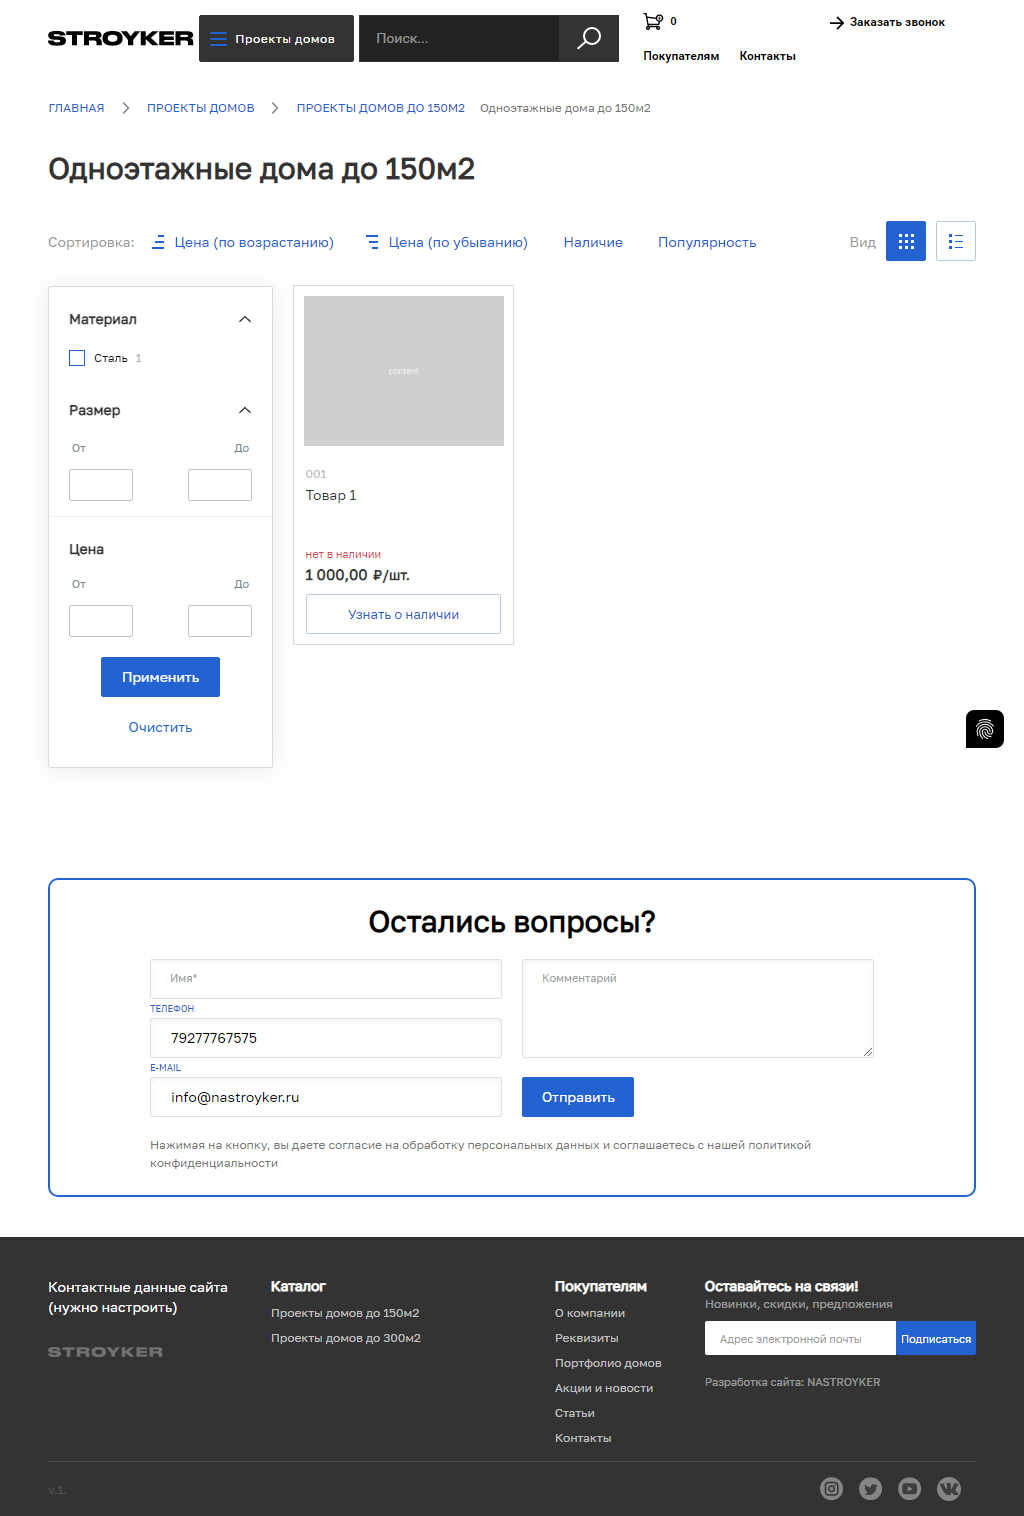 STROYKER
Проекты домов
Поиск...
0
Заказать звонок
Покупателям
Контакты
ГЛАВНАЯ
ПРОЕКТЫ ДОМОВ
ПРОЕКТЫ ДОМОВ ДО 150М2
Одноэтажные дома до 150м2
Одноэтажные дома до 150м2
Сортировка:
Цена (по возрастанию)
Цена (по убыванию)
Наличие
Популярность
Вид
Материал
Сталь 1
Размер
От
До
Цена
От
До
Применить
Очистить
content
001
Товар 1
нет в наличии
1 000,00 ₽/шт.
Узнать о наличии
Остались вопросы?
Имя*
ТЕЛЕФОН
79277767575
E-MAIL
info@nastroyker.ru
Комментарий
Отправить
Нажимая на кнопку, вы даете согласие на обработку персональных данных и соглашаетесь с нашей политикой
конфиденциальности
Контактные данные сайта
(нужно настроить)
STROYKER
Каталог
Проекты домов до 150м2
Проекты домов до 300м2
Покупателям
О компании
Реквизиты
Портфолио домов
Акции и новости
Статьи
Контакты
Оставайтесь на связи!
Новинки, скидки, предложения
Адрес электронной почты
Подписаться
Разработка сайта: NASTROYKER
v.1.